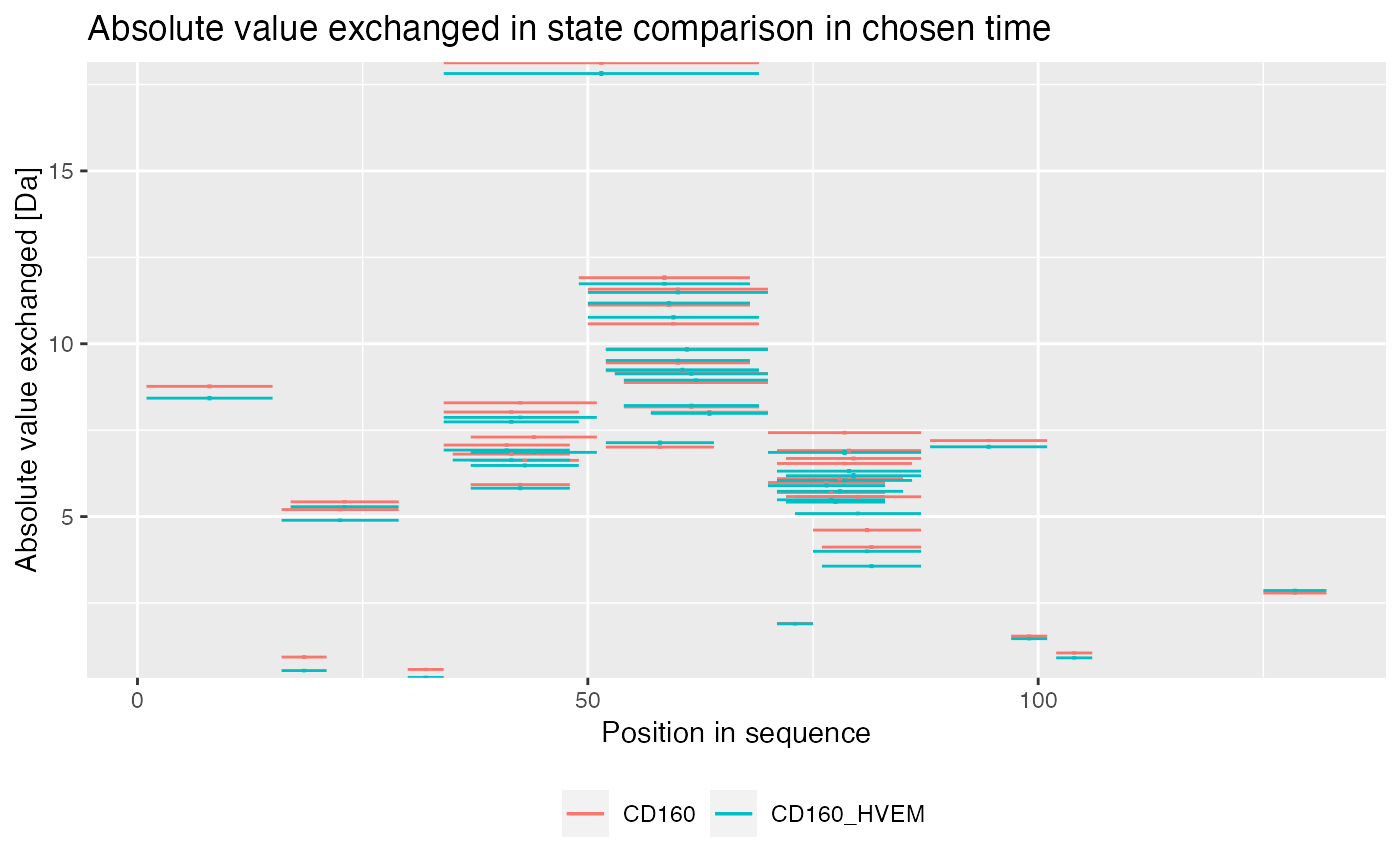 Absolute value exchanged in state comparison in chosen time
Absolute value exchanged [Da]
15
10
5
0
50
100
Position in sequence
CD160
CD160_HVEM